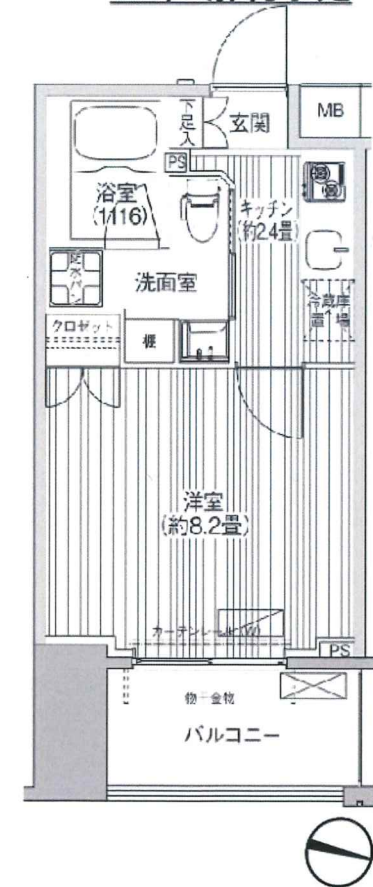 下足入
玄関
MB
PS
浴室
(1116)
キッチン
(約2.4畳)
洗面室
防水パン
冷蔵庫
置場
クロゼット
棚
洋室
(約8.2畳)
カーテンレール(W)
PS
物干金物
バルコニー